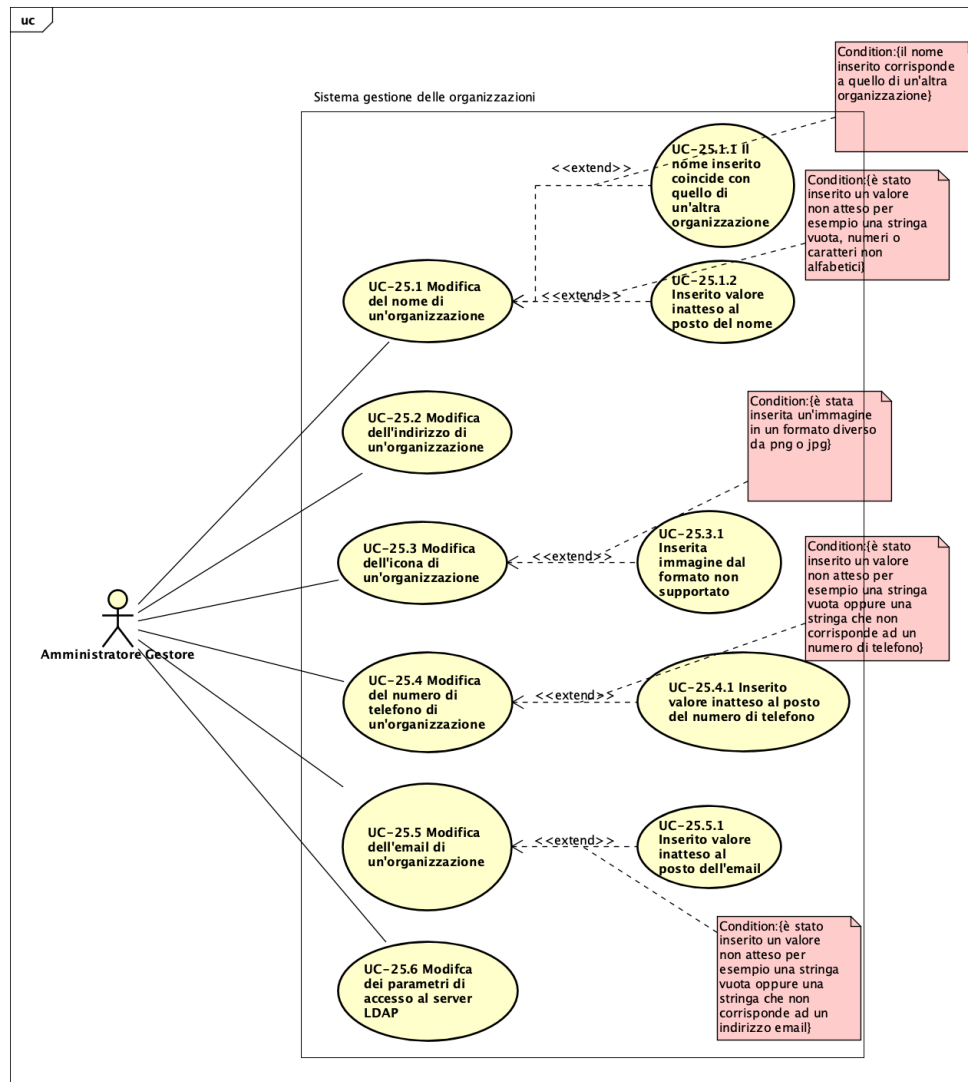 uc
Condition:{il nome
inserito corrisponde
a quello di un'altra
organizzazione}
Sistema gestione delle organizzazioni
<<extend>>
UC-25.1.1 Il
nome inserito
coincide con
quello di
un'altra
organizzazione
Condition:{è stato
inserito un valore
non atteso per
esempio una stringa
vuota, numeri o
caratteri non
alfabetici}
UC-25.1 Modifica
del nome di
un'organizzazione
<<extend>>
UC-25.1.2
Inserito valore
inatteso al
posto del nome
UC-25.2 Modifica
dell'indirizzo di
un'organizzazione
Condition:{è stata
inserita un'immagine
in un formato diverso
da png o jpg}
UC-25.3 Modifica
dell'icona di
un'organizzazione
<<extend>>
UC-25.3.1
Inserita
immagine dal
formato non
supportato
Condition:{è stato
inserito un valore
non atteso per
esempio una stringa
vuota oppure una
stringa che non
corrisponde ad un
numero di telefono}
Amministratore Gestore
UC-25.4 Modifica
del numero di
telefono di
un'organizzazione
<<extend>>
UC-25.4.1 Inserito
valore inatteso al posto
del numero di telefono
UC-25.5 Modifica
dell'email di
un'organizzazione
<<extend>>
UC-25.5.1
Inserito valore
inatteso al
posto dell'email
Condition:{è stato
inserito un valore
non atteso per
esempio una stringa
vuota oppure una
stringa che non
corrisponde ad un
indirizzo email}
UC-25.6 Modifca
dei parametri di
accesso al server
LDAP